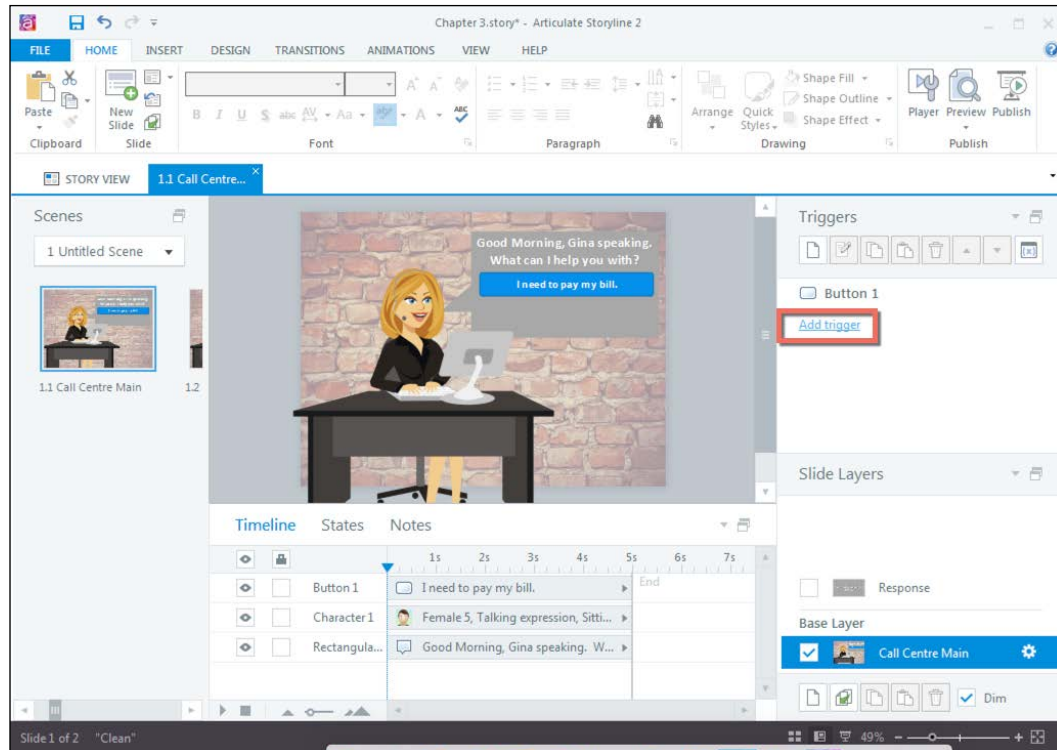 Chapter 3.story* - Articulate Storyline 2
FILE HOME INSERT DESIGN TRANSITIONS ANIMATIONS VIEW HELP
Paste
Clipboard
New Slide
Slide
B I U S abc AV Aa A ABC
Font
Paragraph
Arrange
Quick Styles
Shape Fill
Shape Outline
Shape Effect
Drawing
Player Preview Publish
Publish
STORY VIEW
1.1 Call Centre...
Scenes
1 Untitled Scene
1.1 Call Centre Main
1.2
Good Morning, Gina speaking.
What can I help you with?
I need to pay my bill.
Triggers
Button 1
Add trigger
Slide Layers
Response
Base Layer
Call Centre Main
Dim
Timeline States Notes
1s 2s 3s 4s 5s 6s 7s
Button 1 I need to pay my bill. End
Character 1 Female 5, Talking expression, Sitti...
Rectangula... Good Morning, Gina speaking. W...
Slide 1 of 2 "Clean"
49%